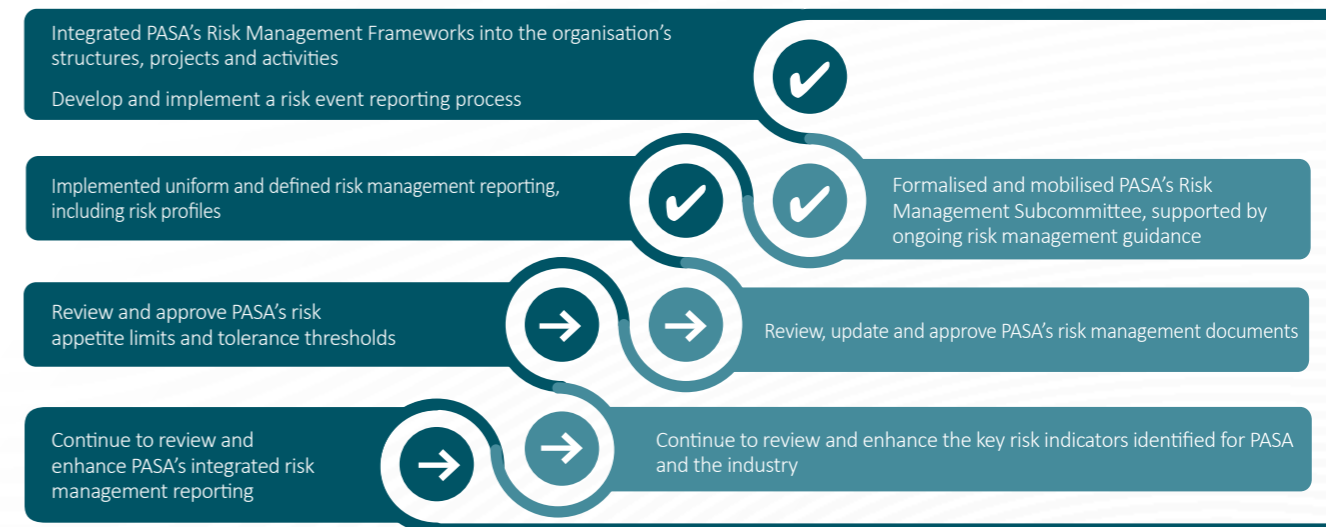 Integrated PASA's Risk Management Frameworks into the organisation's
structures, projects and activities
Develop and implement a risk event reporting process
Implemented uniform and defined risk management reporting,
including risk profiles
Formalised and mobilised PASA's Risk
Management Subcommittee, supported by
ongoing risk management guidance
Review and approve PASA's risk
appetite limits and tolerance thresholds
Review, update and approve PASA's risk management documents
Continue to review and
enhance PASA's integrated risk
management reporting
Continue to review and enhance the key risk indicators identified for PASA
and the industry